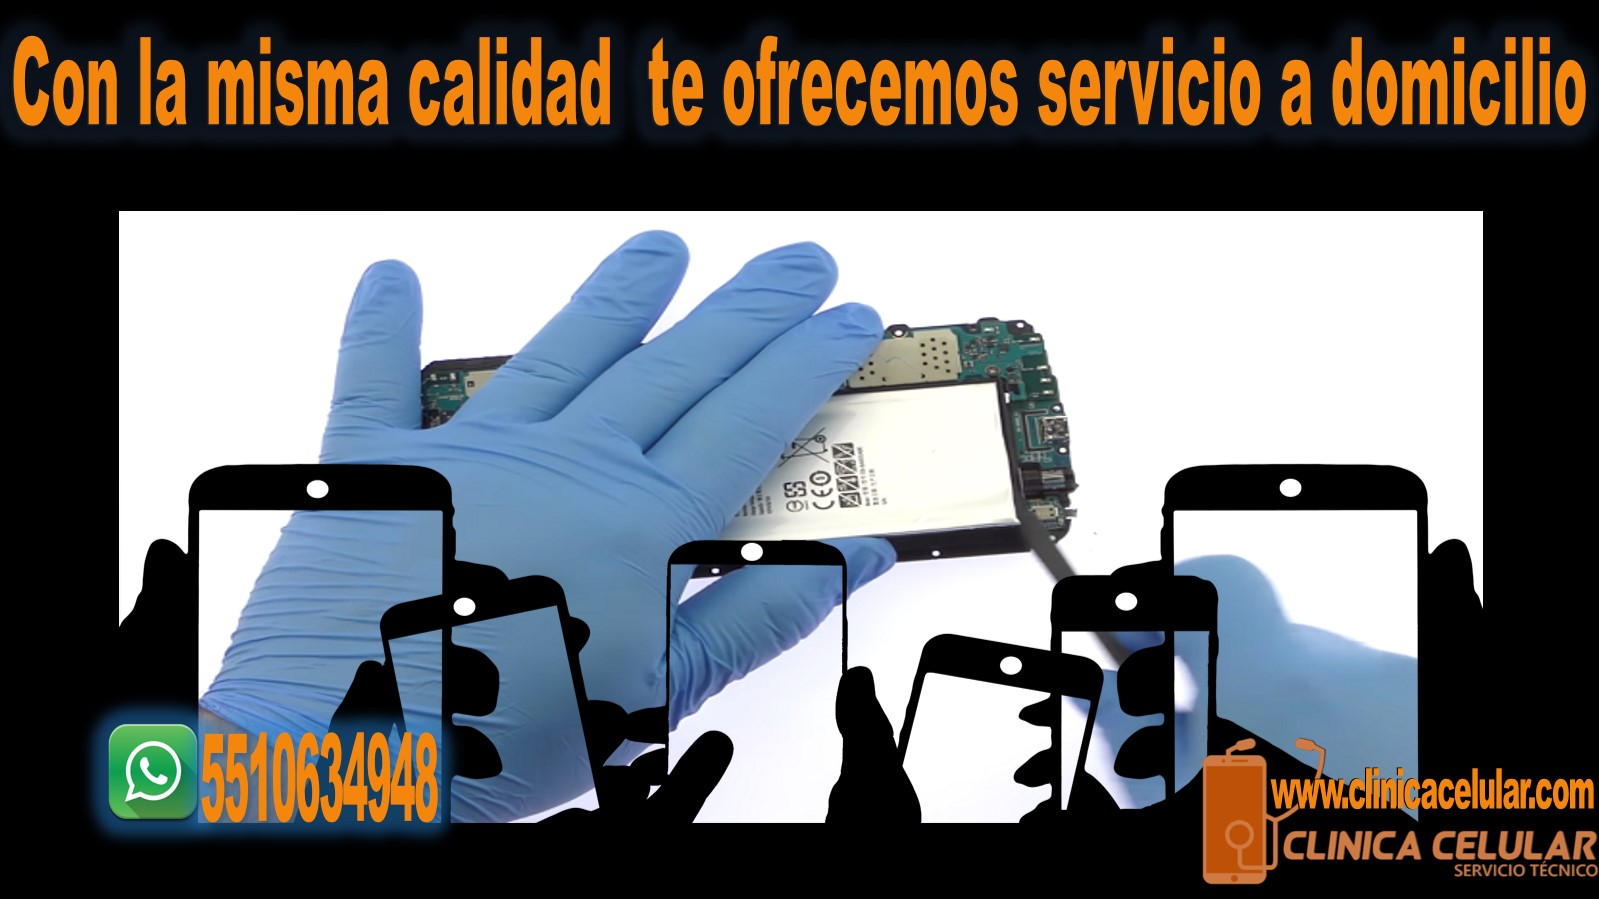 Con la misma calidad te ofrecemos servicio a domicilio
5510634948
www.clinicacelular.com
CLINICA CELULAR
SERVICIO TÉCNICO